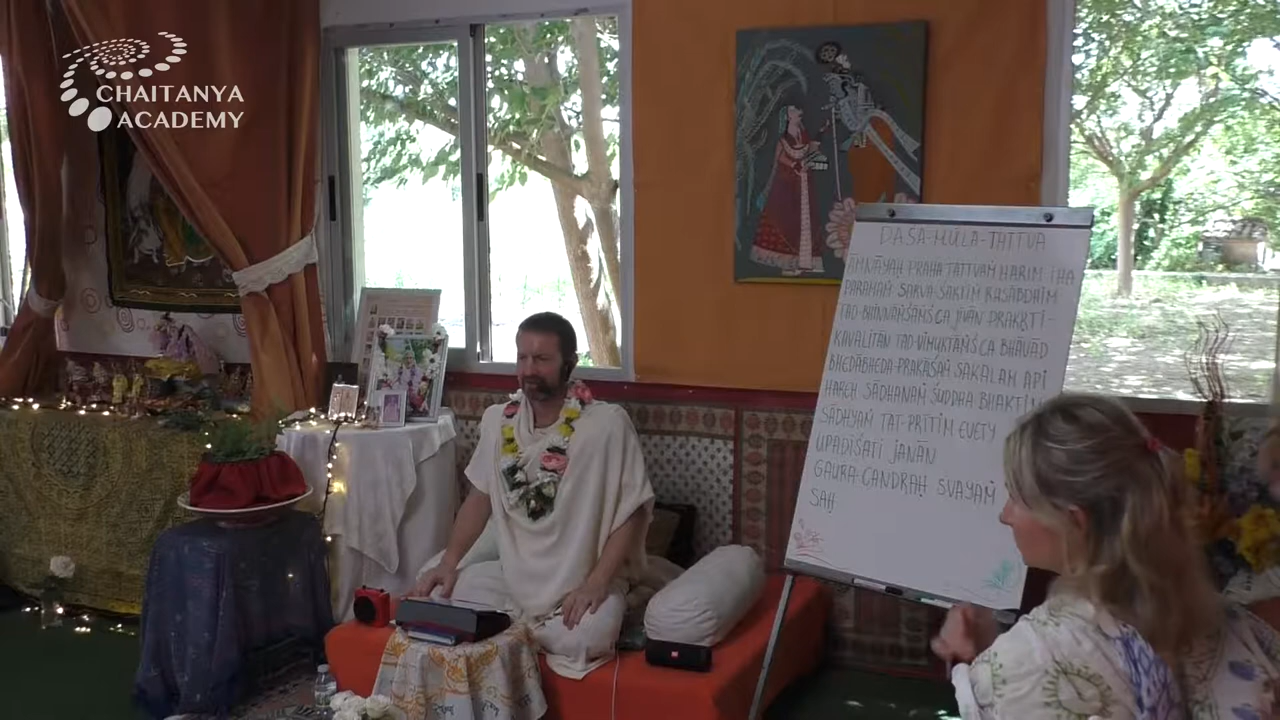 CHAITANYA
ACADEMY
DAŚA-MŪLA-TATTVA
ĀMNĀYAḤ PRĀHA TATTVAṀ HARIM IHA
PARAMAṀ SARVA-ŚAKTIṀ RASĀBDHIṀ
TAD-BHINNĀṀŚĀṀŚ CA JĪVĀN PRAKṚTI-
KAVALITĀN TAD-VIMUKTĀṀŚ CA BHĀVĀD
BHEDĀBHEDA-PRAKĀŚAṀ SAKALAM API
HAREḤ SĀDHANAṀ ŚUDDHA-BHAKTIṀ
SĀDHYAṀ TAT-PRĪTIM EVETY
UPADIŚATI JANĀN
GAURA-CANDRAḤ SVAYAṀ
SAḤ